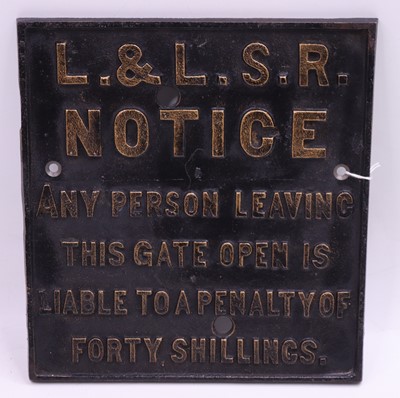 L.&L.S.R.
NOTICE
ANY PERSON LEAVING
THIS GATE OPEN IS
LIABLE TO A PENALTY OF
FORTY SHILLINGS.